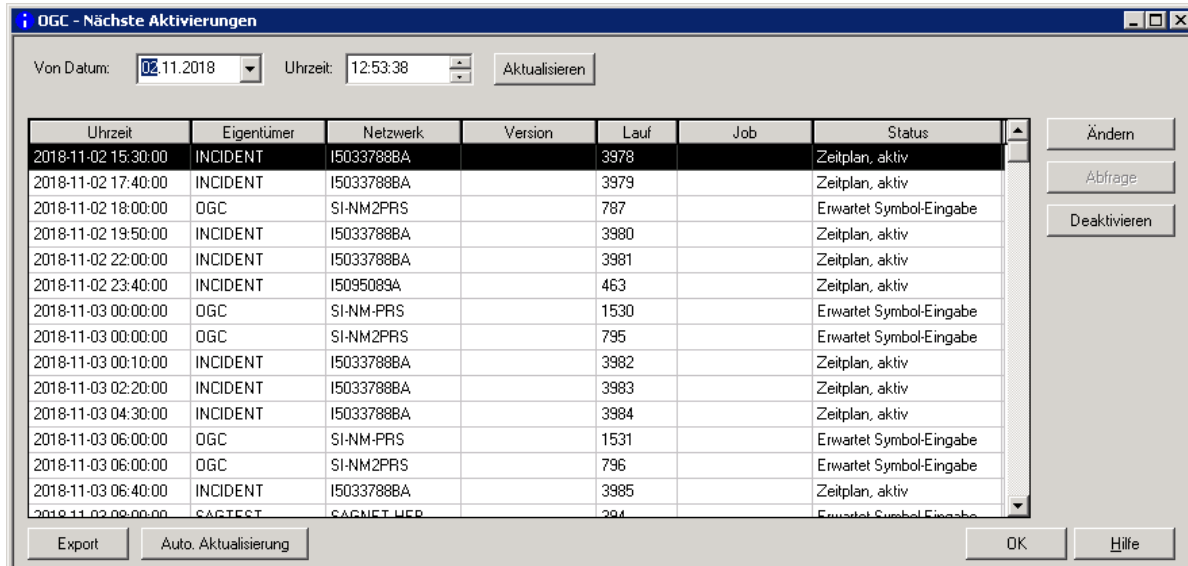 OGC - Nächste Aktivierungen
Von Datum: 02.11.2018 Uhrzeit: 12:53:38 Aktualisieren
Uhrzeit Eigentümer Netzwerk Version Lauf Job Status
2018-11-02 15:30:00 INCIDENT I5033788BA 3978 Zeitplan, aktiv
2018-11-02 17:40:00 INCIDENT I5033788BA 3979 Zeitplan, aktiv
2018-11-02 18:00:00 OGC SI-NM2PRS 787 Erwartet Symbol-Eingabe
2018-11-02 19:50:00 INCIDENT I5033788BA 3980 Zeitplan, aktiv
2018-11-02 22:00:00 INCIDENT I5033788BA 3981 Zeitplan, aktiv
2018-11-02 23:40:00 INCIDENT I5095089A 463 Zeitplan, aktiv
2018-11-03 00:00:00 OGC SI-NM-PRS 1530 Erwartet Symbol-Eingabe
2018-11-03 00:00:00 OGC SI-NM2PRS 795 Erwartet Symbol-Eingabe
2018-11-03 00:10:00 INCIDENT I5033788BA 3982 Zeitplan, aktiv
2018-11-03 02:20:00 INCIDENT I5033788BA 3983 Zeitplan, aktiv
2018-11-03 04:30:00 INCIDENT I5033788BA 3984 Zeitplan, aktiv
2018-11-03 06:00:00 OGC SI-NM-PRS 1531 Erwartet Symbol-Eingabe
2018-11-03 06:00:00 OGC SI-NM2PRS 796 Erwartet Symbol-Eingabe
2018-11-03 06:40:00 INCIDENT I5033788BA 3985 Zeitplan, aktiv
2018-11-03 SAGTEST 394 Erwartet Symbol-Eingabe
Ändern
Abfrage
Deaktivieren
Export Auto. Aktualisierung OK Hilfe